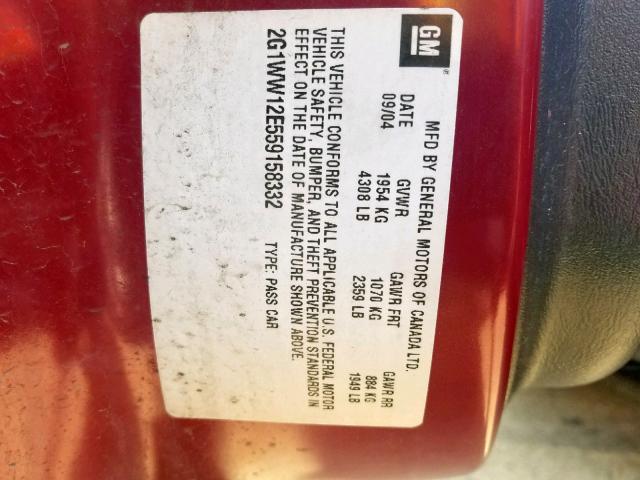 GM
MFD BY GENERAL MOTORS OF CANADA LTD.
DATE GVWR GAWR FRT GAWR RR
09/04 1954 KG 1070 KG 884 KG
4308 LB 2359 LB 1949 LB
THIS VEHICLE CONFORMS TO ALL APPLICABLE U.S. FEDERAL MOTOR
VEHICLE SAFETY, BUMPER, AND THEFT PREVENTION STANDARDS IN
EFFECT ON THE DATE OF MANUFACTURE SHOWN ABOVE.
2G1WW12E559158332 TYPE: PASS CAR